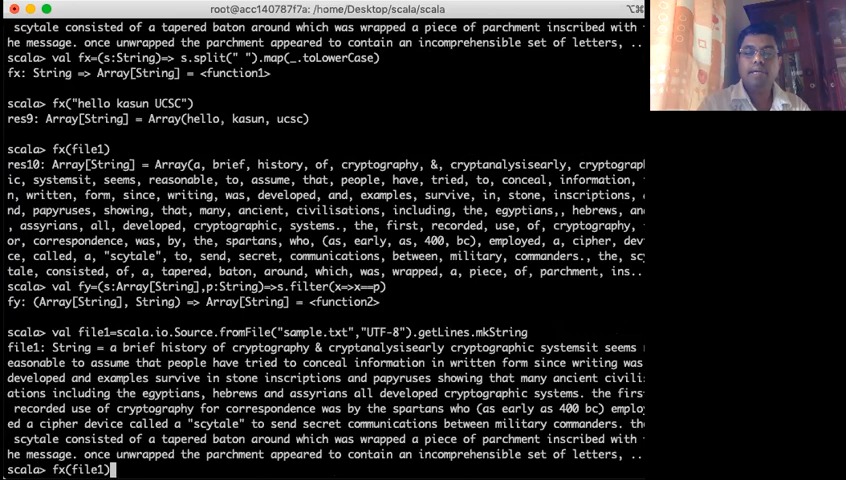 root@acc140787f7a: /home/Desktop/scala/scala
scytale consisted of a tapered baton around which was wrapped a piece of parchment inscribed with
he message. once unwrapped the parchment appeared to contain an incomprehensible set of letters, ..
scala> val fx=(s:String)=> s.split(" ").map(_.toLowerCase)
fx: String => Array[String] = <function1>
scala> fx("hello kasun UCSC")
res9: Array[String] = Array(hello, kasun, ucsc)
scala> fx(file1)
res10: Array[String] = Array(a, brief, history, of, cryptography, &, cryptanalysisearly, cryptograp
ic, systemsit, seems, reasonable, to, assume, that, people, have, tried, to, conceal, information,
n, written, form, since, writing, was, developed, and, examples, survive, in, stone, inscriptions,
nd, papyruses, showing, that, many, ancient, civilisations, including, the, egyptians,, hebrews, an
, assyrians, all, developed, cryptographic, systems., the, first, recorded, use, of, cryptography,
or, correspondence, was, by, the, spartans, who, (as, early, as, 400, bc), employed, a, cipher, dev
ce, called, a, "scytale", to, send, secret, communications, between, military, commanders., the, sc
tale, consisted, of, a, tapered, baton, around, which, was, wrapped, a, piece, of, parchment, ins..
scala> val fy=(s:Array[String],p:String)=>s.filter(x=>x==p)
fy: (Array[String], String) => Array[String] = <function2>
scala> val file1=scala.io.Source.fromFile("sample.txt","UTF-8").getLines.mkString
file1: String = a brief history of cryptography & cryptanalysisearly cryptographic systemsit seems
easonable to assume that people have tried to conceal information in written form since writing was
developed and examples survive in stone inscriptions and papyruses showing that many ancient civili
ations including the egyptians, hebrews and assyrians all developed cryptographic systems. the firs
recorded use of cryptography for correspondence was by the spartans who (as early as 400 bc) emplo
ed a cipher device called a "scytale" to send secret communications between military commanders. th
scytale consisted of a tapered baton around which was wrapped a piece of parchment inscribed with
he message. once unwrapped the parchment appeared to contain an incomprehensible set of letters, ..
scala> fx(file1)